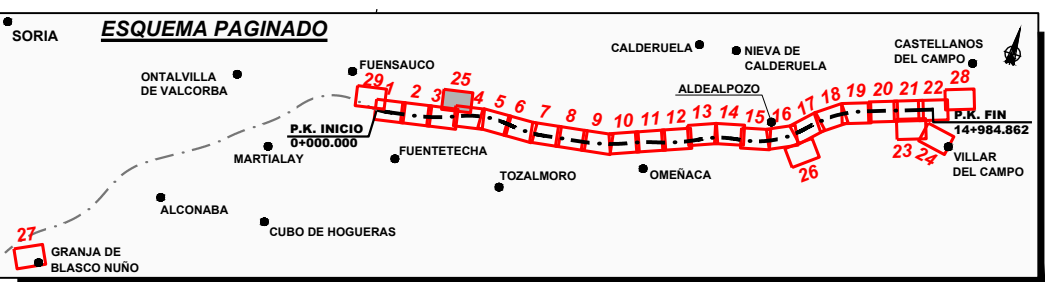 ESQUEMA PAGINADO
SORIA
ONTALVILLA
DE VALCORBA
FUENSAUCO
CALDERUELA
NIEVA DE
CALDERUELA
CASTELLANOS
DEL CAMPO
ALDEALPOZO
29
1
2
3
25
4
5
6
7
8
9
10
11
12
13
14
15
16
17
18
19
20
21
22
28
P.K. INICIO
0+000.000
P.K. FIN
14+984.862
MARTIALAY
FUENTETECHA
TOZALMORO
OMEÑACA
26
23
24
VILLAR
DEL CAMPO
ALCONABA
CUBO DE HOGUERAS
27
GRANJA DE
BLASCO NUÑO